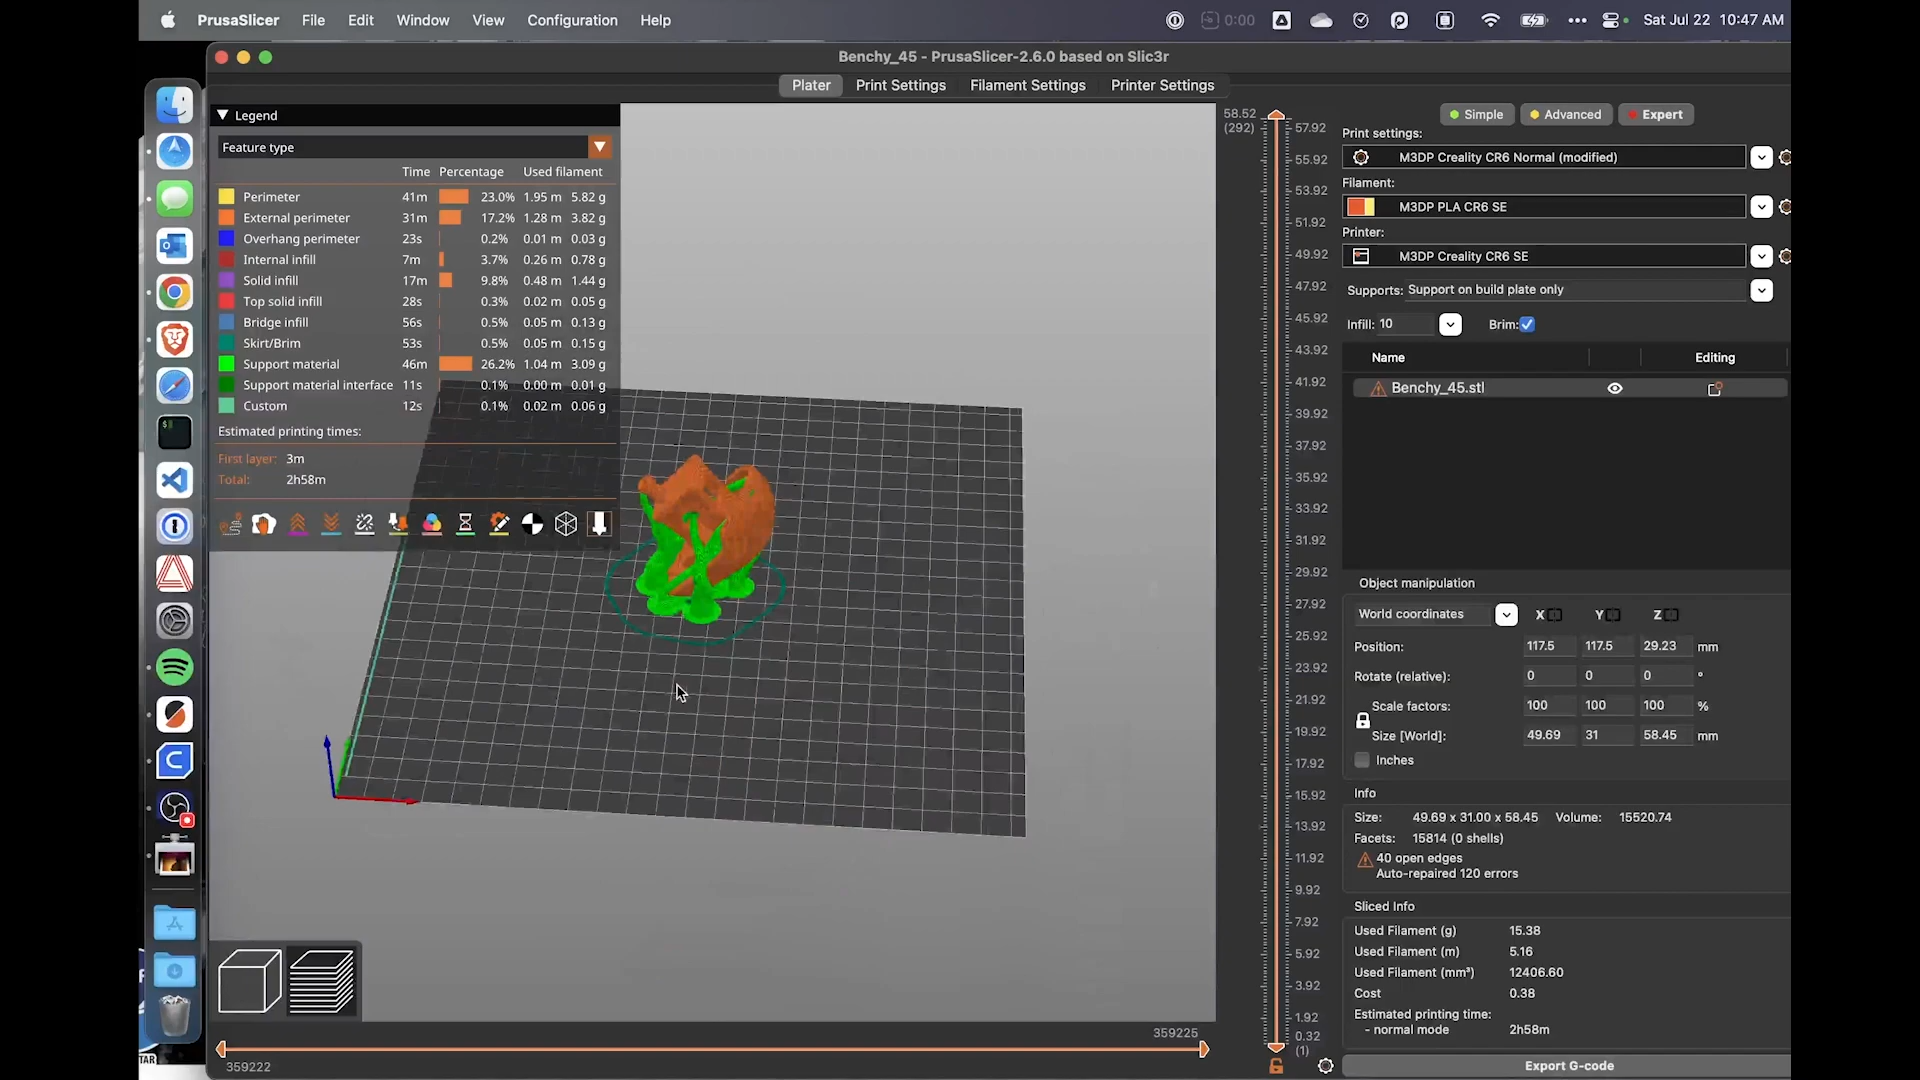 PrusaSlicer File Edit Window View Configuration Help
0:00 Sat Jul 22 10:47 AM
Benchy_45 - PrusaSlicer-2.6.0 based on Slic3r
Plater Print Settings Filament Settings Printer Settings
Legend
Feature type
Time Percentage Used filament
Perimeter 41m 23.0% 1.95 m 5.82 g
External perimeter 31m 17.2% 1.28 m 3.82 g
Overhang perimeter 23s 0.2% 0.01 m 0.03 g
Internal infill 7m 3.7% 0.26 m 0.78 g
Solid infill 17m 9.8% 0.48 m 1.44 g
Top solid infill 28s 0.3% 0.02 m 0.05 g
Bridge infill 56s 0.5% 0.05 m 0.13 g
Skirt/Brim 53s 0.5% 0.05 m 0.15 g
Support material 46m 26.2% 1.04 m 3.09 g
Support material interface 11s 0.1% 0.00 m 0.01 g
Custom 12s 0.1% 0.02 m 0.06 g
Estimated printing times:
First layer: 3m
Total: 2h58m
359225
359222
58.52
(292)
57.92
55.92
53.92
51.92
49.92
47.92
45.92
43.92
41.92
39.92
37.92
35.92
33.92
31.92
29.92
27.92
25.92
23.92
21.92
19.92
17.92
15.92
13.92
11.92
9.92
7.92
5.92
3.92
1.92
0.32
(1)
Simple Advanced Expert
Print settings:
M3DP Creality CR6 Normal (modified)
Filament:
M3DP PLA CR6 SE
Printer:
M3DP Creality CR6 SE
Supports: Support on build plate only
Infill: 10 Brim:
Name Editing
Benchy_45.stl
Object manipulation
World coordinates X Y Z
Position: 117.5 117.5 29.23 mm
Rotate (relative): 0 0 0 °
Scale factors: 100 100 100 %
Size [World]: 49.69 31 58.45 mm
Inches
Info
Size: 49.69 x 31.00 x 58.45 Volume: 15520.74
Facets: 15814 (0 shells)
40 open edges
Auto-repaired 120 errors
Sliced Info
Used Filament (g) 15.38
Used Filament (m) 5.16
Used Filament (mm³) 12406.60
Cost 0.38
Estimated printing time:
- normal mode 2h58m
Export G-code
TAR